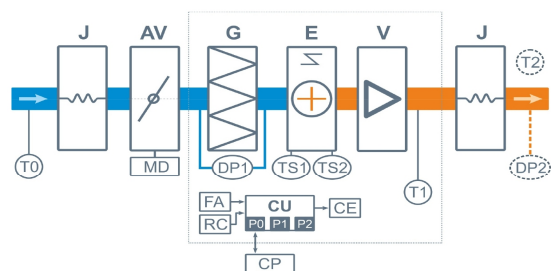 J AV G E V J
T2
T0 MD DP1 TS1 TS2 DP2
T1
FA CU CE
RC P0 P1 P2
CP